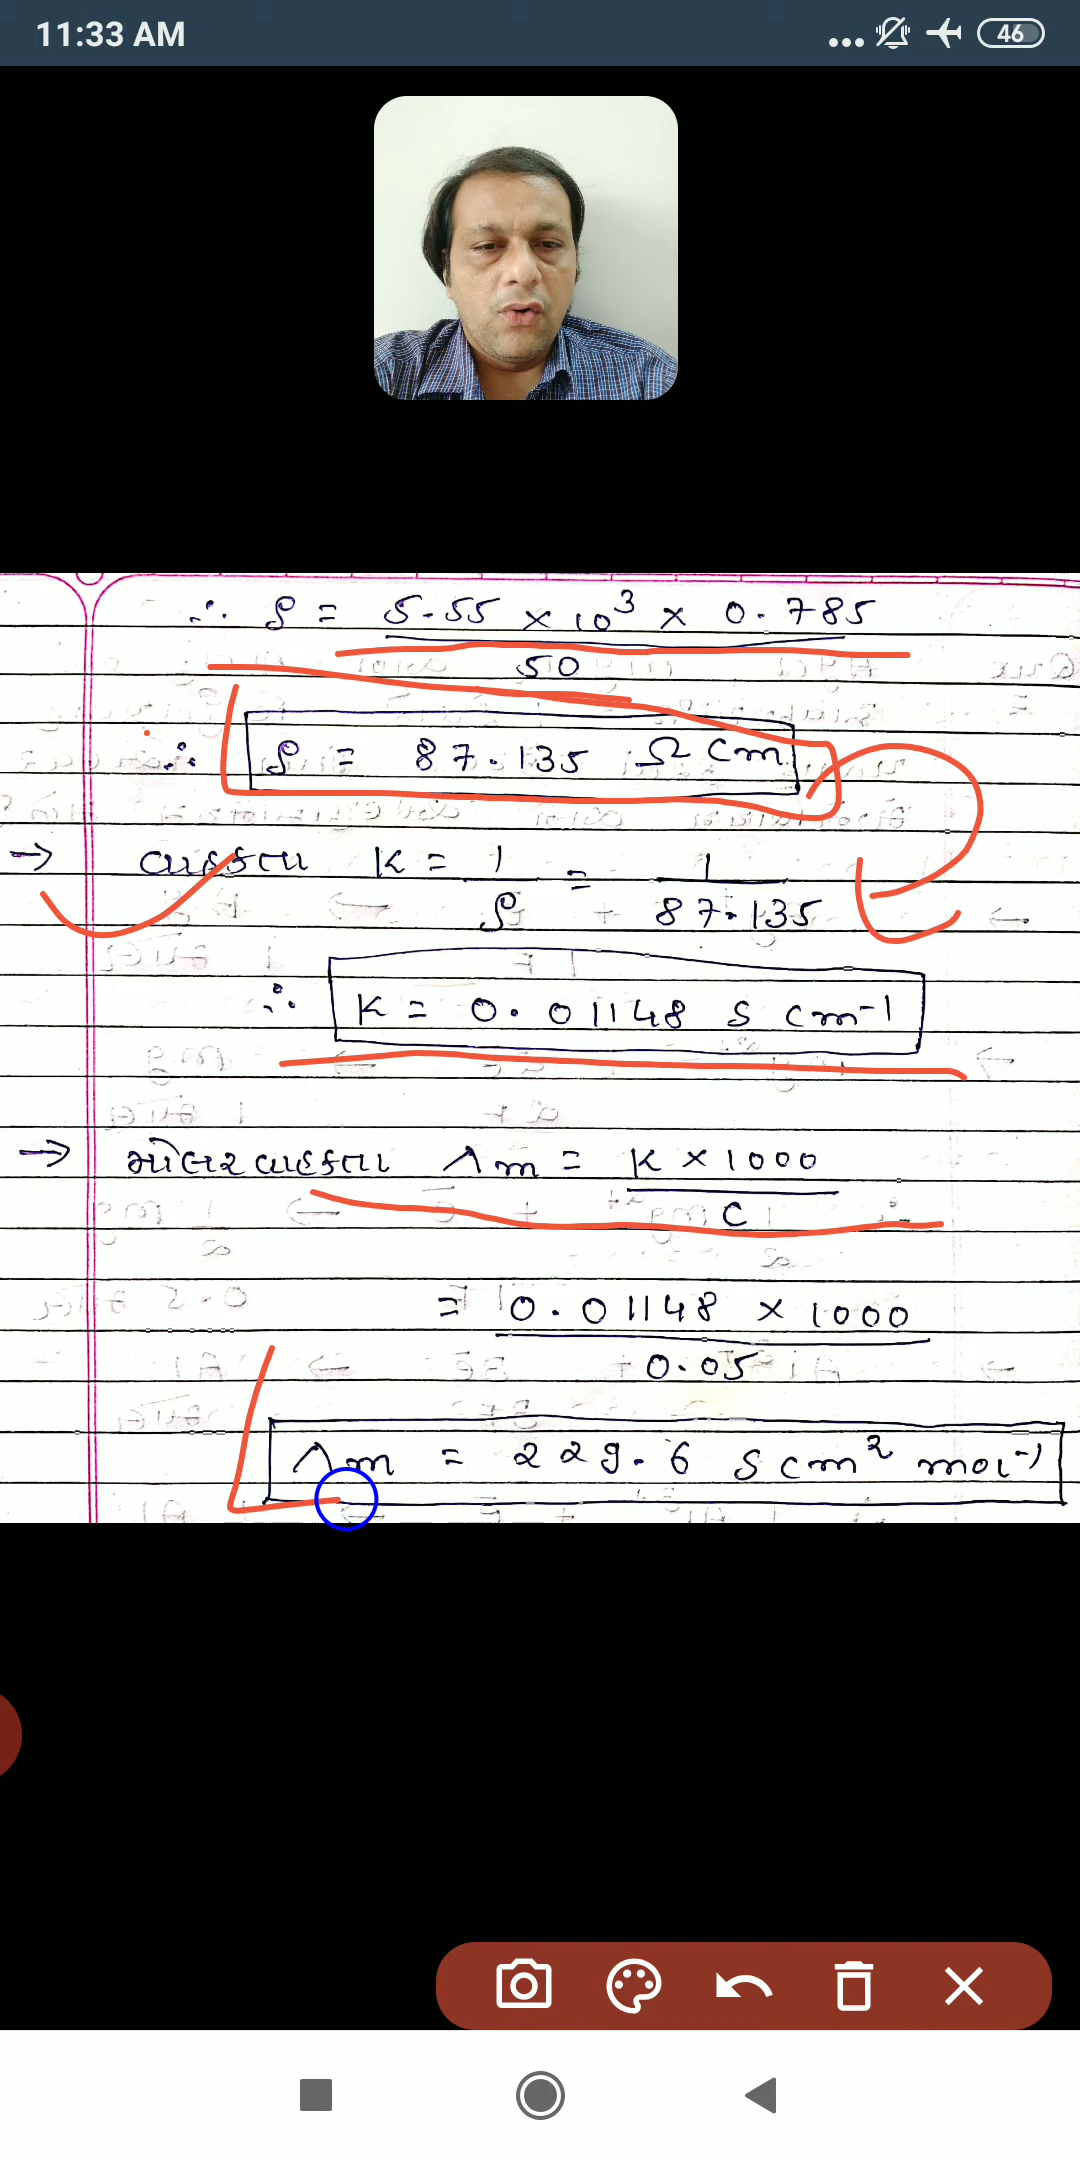 11:33 AM
46
∴ ρ = 5.55 × 10³ × 0.785
50
∴ ρ = 87.135 Ω cm
→ વાહકતા K = 1 / ρ = 1 / 87.135
∴ K = 0.01148 S cm⁻¹
→ મોલર વાહકતા Λm = K × 1000
C
= 0.01148 × 1000
0.05
Λm = 229.6 S cm² mol⁻¹